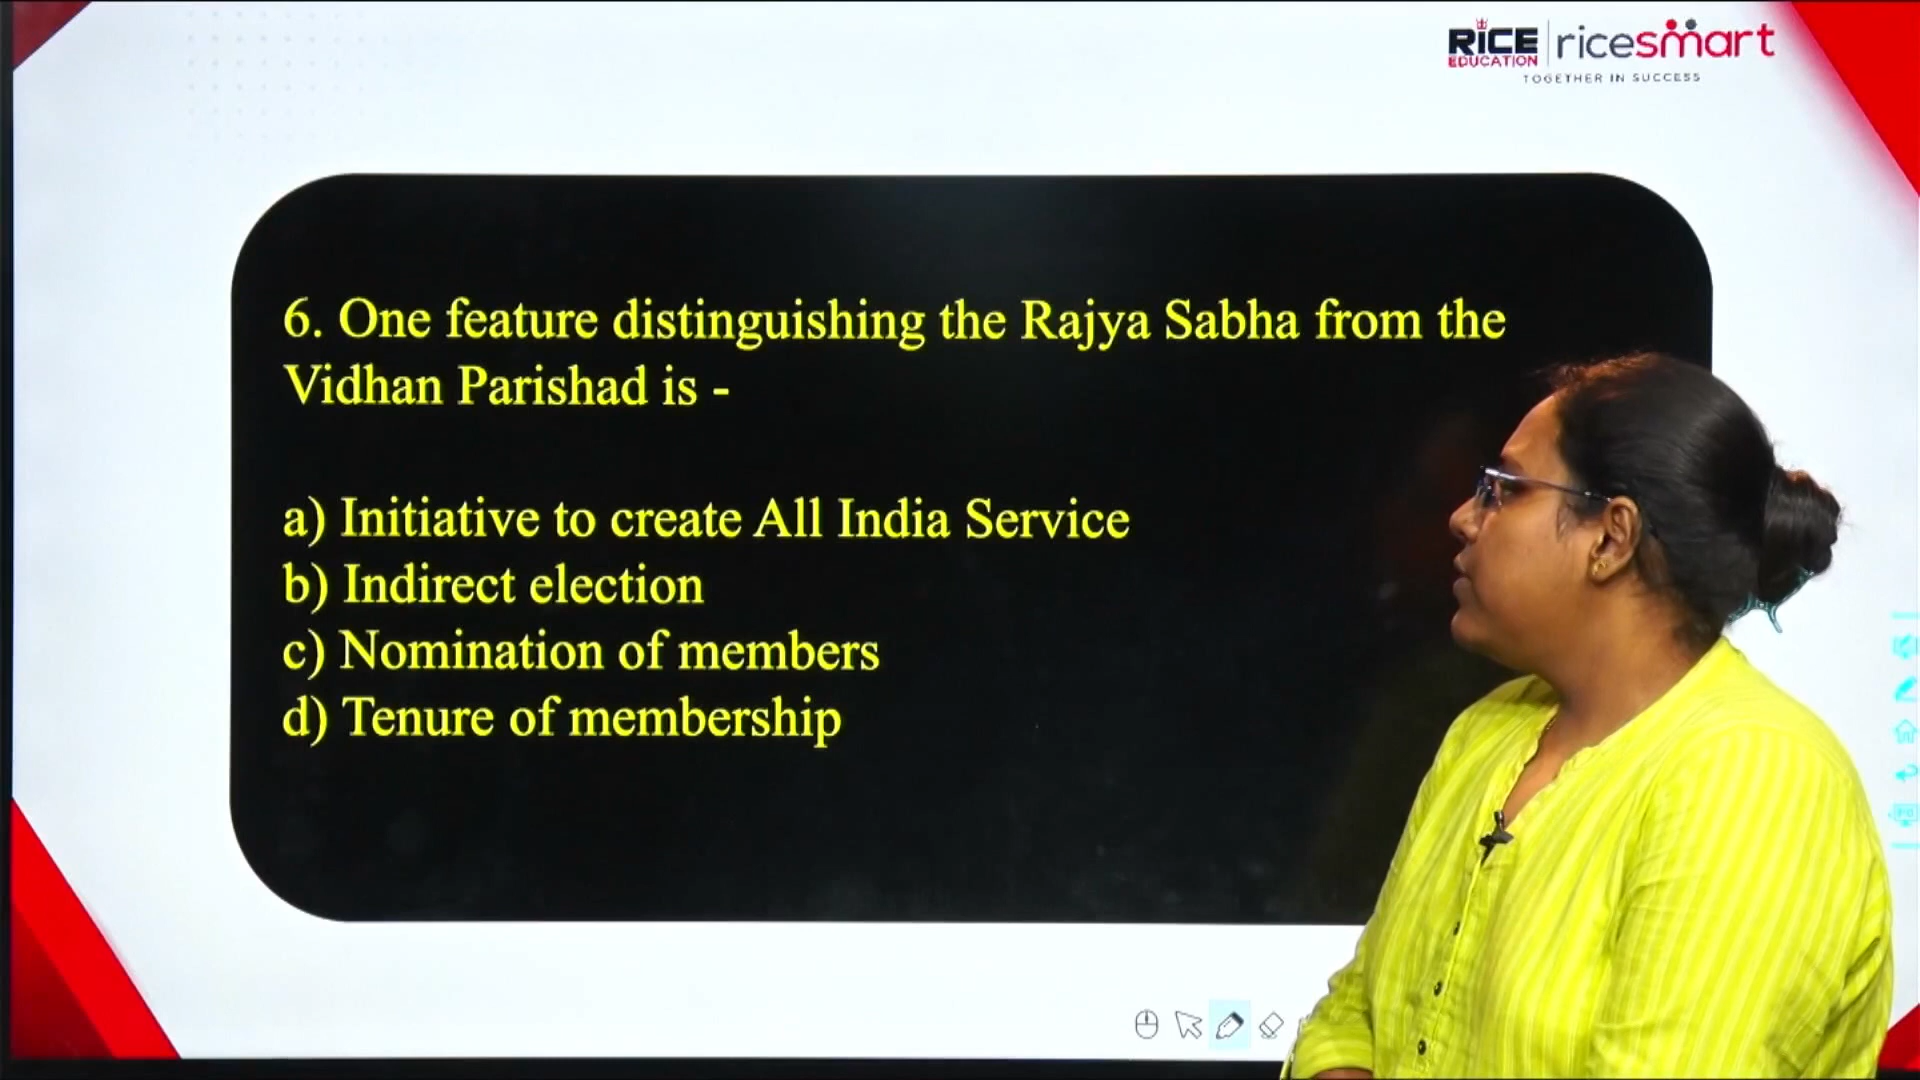 RICE
EDUCATION
ricesmart
TOGETHER IN SUCCESS
6. One feature distinguishing the Rajya Sabha from the
Vidhan Parishad is -
a) Initiative to create All India Service
b) Indirect election
c) Nomination of members
d) Tenure of membership